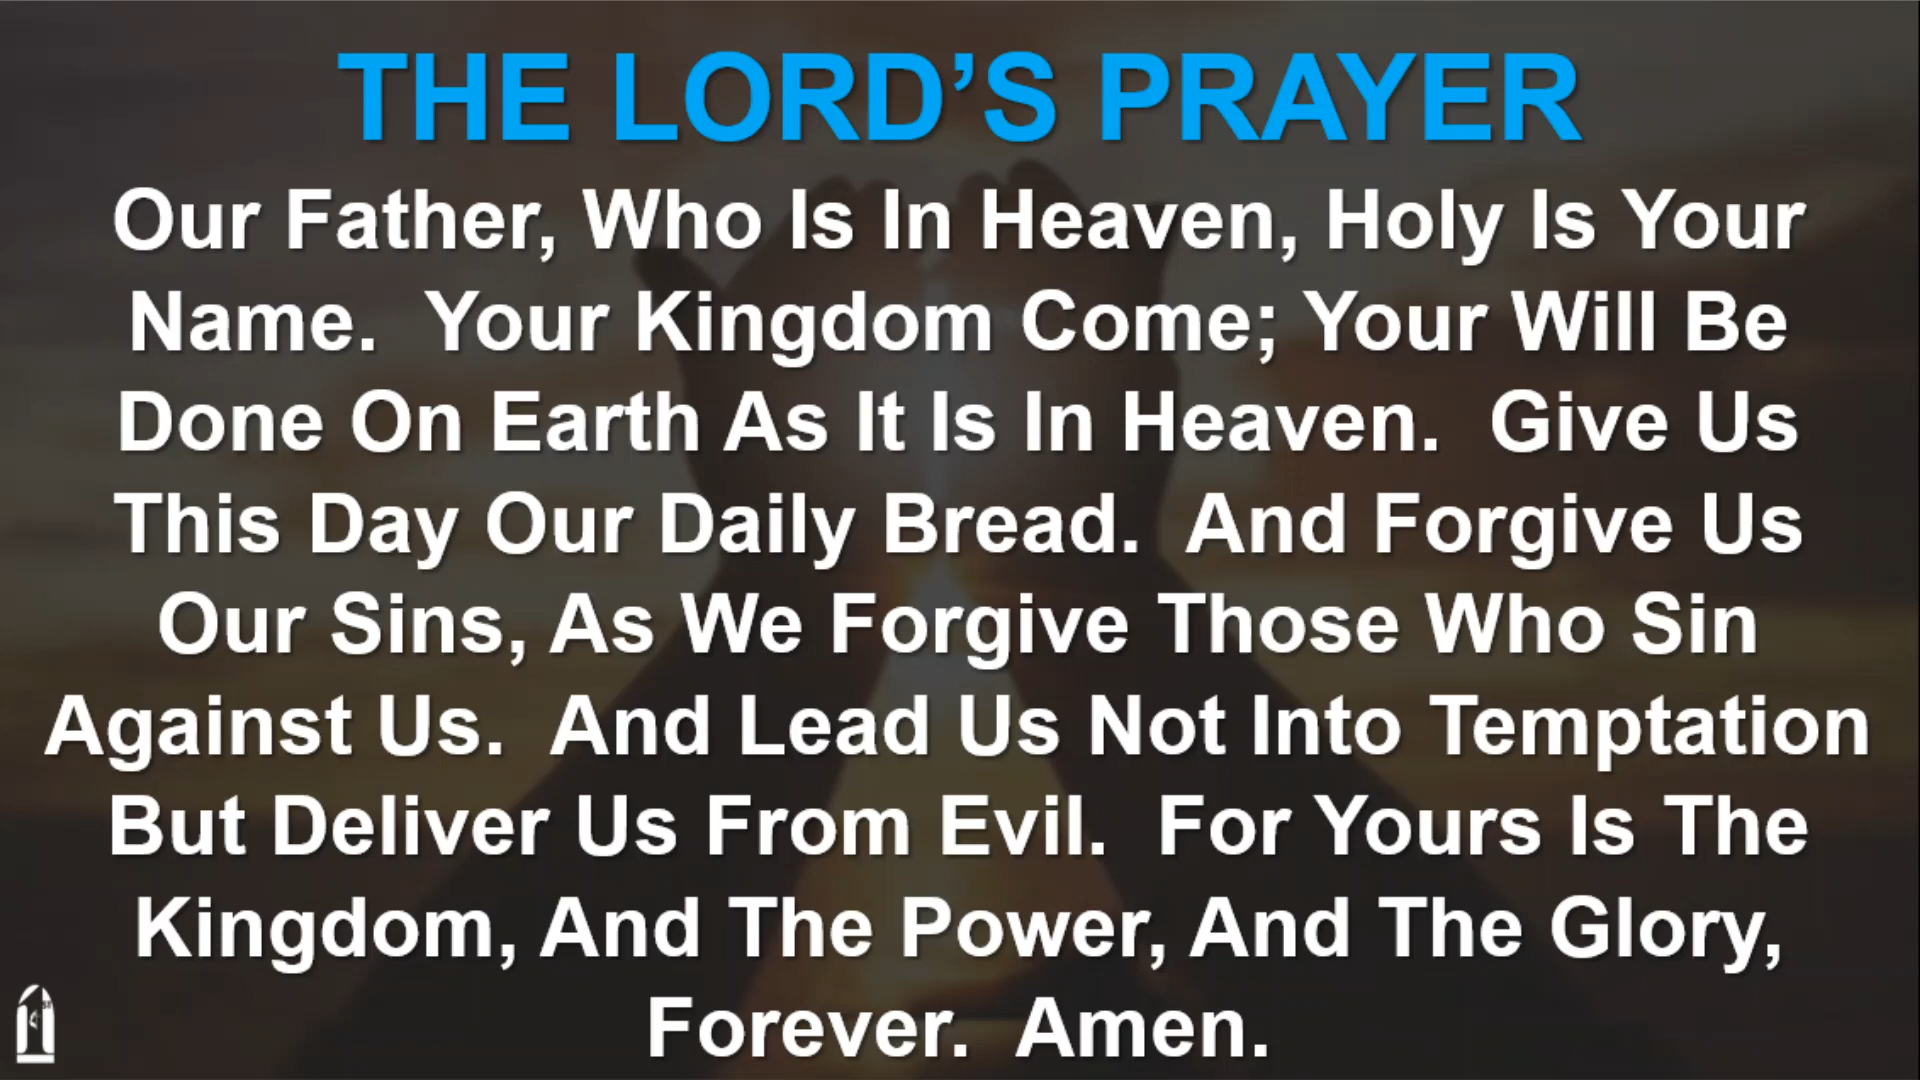 THE LORD’S PRAYER
Our Father, Who Is In Heaven, Holy Is Your
Name.  Your Kingdom Come; Your Will Be
Done On Earth As It Is In Heaven.  Give Us
This Day Our Daily Bread.  And Forgive Us
Our Sins, As We Forgive Those Who Sin
Against Us.  And Lead Us Not Into Temptation
But Deliver Us From Evil.  For Yours Is The
Kingdom, And The Power, And The Glory,
Forever.  Amen.